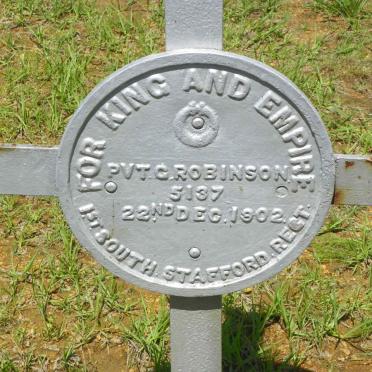 FOR KING AND EMPIRE
PVT. C. ROBINSON
5137
22ND DEC. 1902.
1ST SOUTH STAFFORD. REGT.